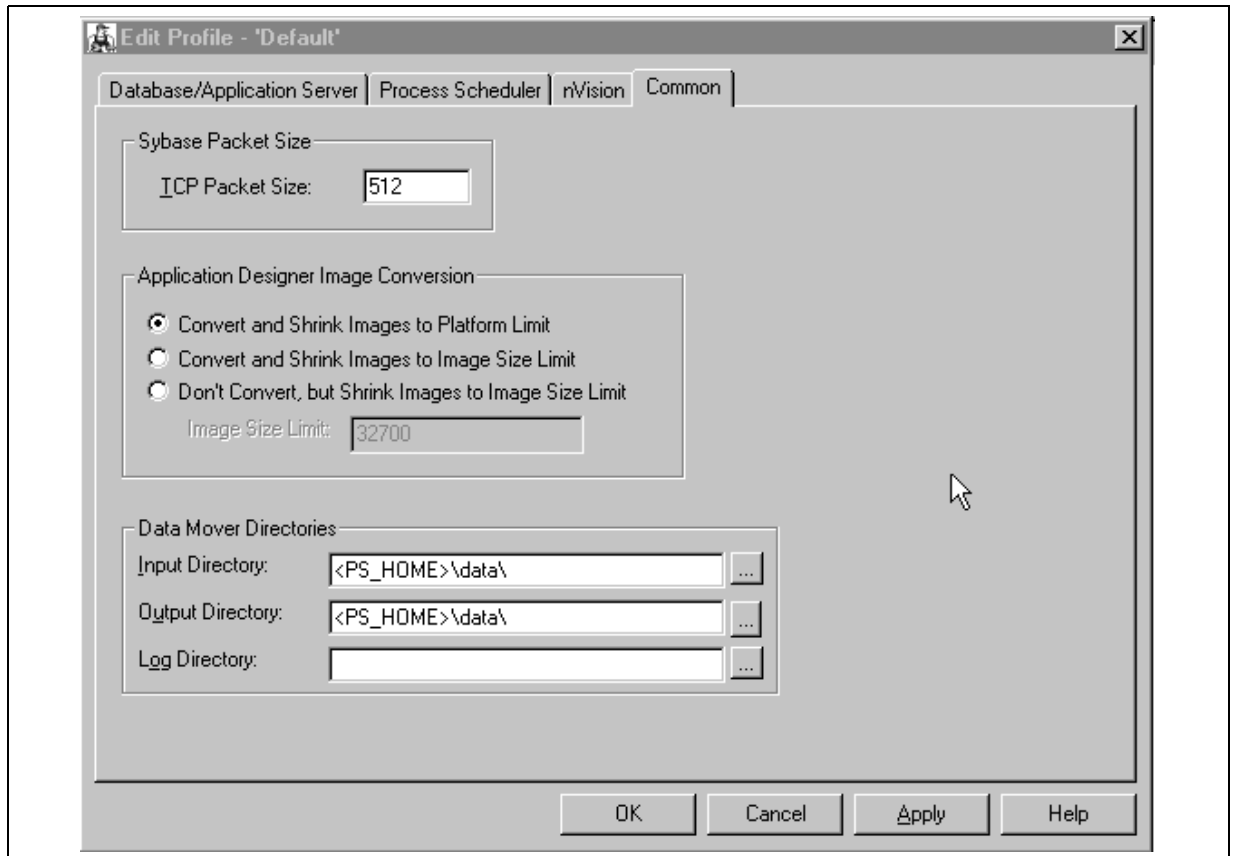 Edit Profile - 'Default'
Database/Application Server Process Scheduler nVision Common
Sybase Packet Size
TCP Packet Size: 512
Application Designer Image Conversion
Convert and Shrink Images to Platform Limit
Convert and Shrink Images to Image Size Limit
Don't Convert, but Shrink Images to Image Size Limit
Image Size Limit: 32700
Data Mover Directories
Input Directory: <PS_HOME>\data\ ...
Output Directory: <PS_HOME>\data\ ...
Log Directory: ...
OK Cancel Apply Help